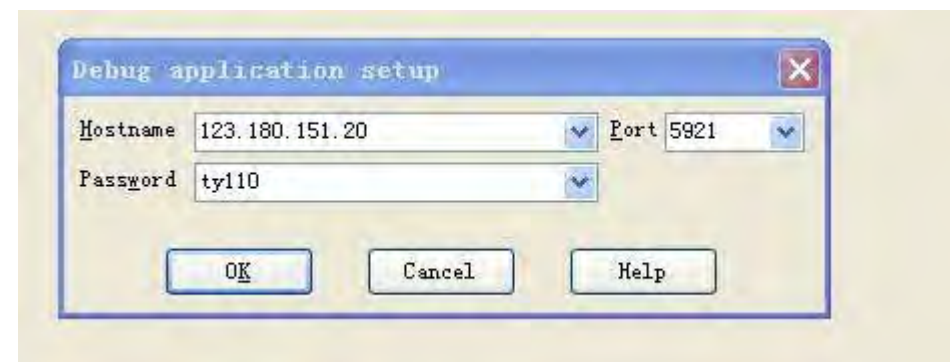 Debug application setup
Hostname 123.180.151.20 Port 5921
Password ty110
OK Cancel Help